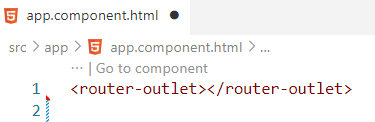 app.component.html
src > app > app.component.html > ...
... | Go to component
1 <router-outlet></router-outlet>
2